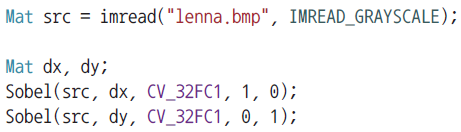 Mat src = imread("lenna.bmp", IMREAD_GRAYSCALE);
Mat dx, dy;
Sobel(src, dx, CV_32FC1, 1, 0);
Sobel(src, dy, CV_32FC1, 0, 1);